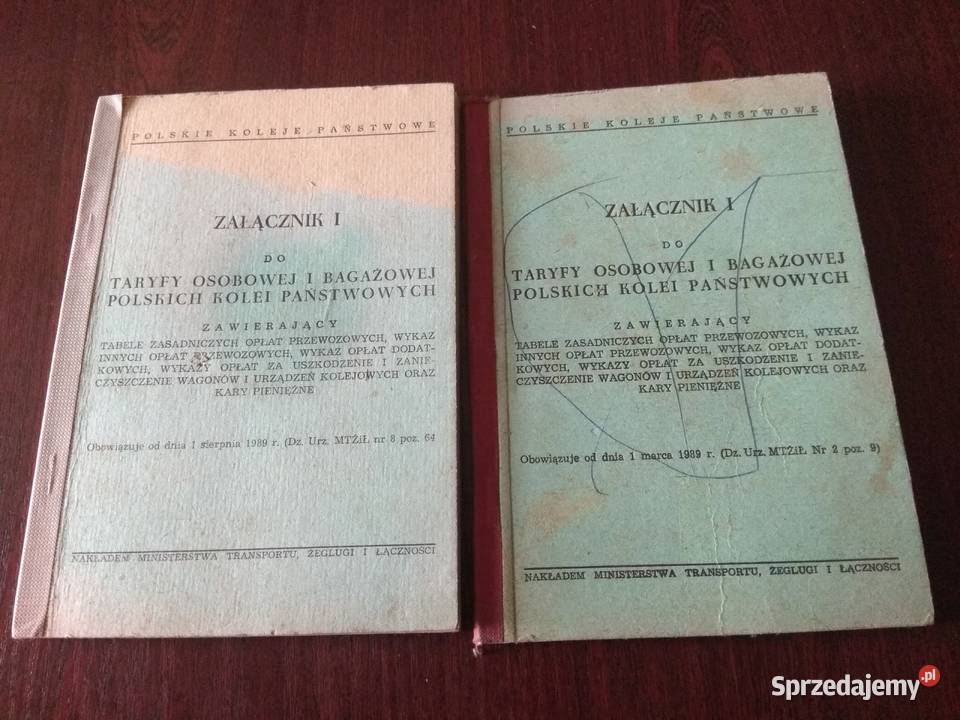 POLSKIE KOLEJE PAŃSTWOWE
ZAŁĄCZNIK I
DO
TARYFY OSOBOWEJ I BAGAŻOWEJ
POLSKICH KOLEI PAŃSTWOWYCH
ZAWIERAJĄCY
TABELE ZASADNICZYCH OPŁAT PRZEWOZOWYCH, WYKAZ
INNYCH OPŁAT PRZEWOZOWYCH, WYKAZ OPŁAT DODAT-
KOWYCH, WYKAZY OPŁAT ZA USZKODZENIE I ZANIE-
CZYSZCZENIE WAGONÓW I URZĄDZEŃ KOLEJOWYCH ORAZ
KARY PIENIĘŻNE
Obowiązuje od dnia 1 sierpnia 1989 r. (Dz. Urz. MTŻiŁ nr 8 poz. 64
NAKŁADEM MINISTERSTWA TRANSPORTU, ŻEGLUGI I ŁĄCZNOŚCI
POLSKIE KOLEJE PAŃSTWOWE
ZAŁĄCZNIK I
DO
TARYFY OSOBOWEJ I BAGAŻOWEJ
POLSKICH KOLEI PAŃSTWOWYCH
ZAWIERAJĄCY
TABELE ZASADNICZYCH OPŁAT PRZEWOZOWYCH, WYKAZ
INNYCH OPŁAT PRZEWOZOWYCH, WYKAZ OPŁAT DODAT-
KOWYCH, WYKAZY OPŁAT ZA USZKODZENIE I ZANIE-
CZYSZCZENIE WAGONÓW I URZĄDZEŃ KOLEJOWYCH ORAZ
KARY PIENIĘŻNE
Obowiązuje od dnia 1 marca 1989 r. (Dz. Urz. MTŻiŁ Nr 2 poz. 9)
NAKŁADEM MINISTERSTWA TRANSPORTU, ŻEGLUGI I ŁĄCZNOŚCI
Sprzedajemy.pl